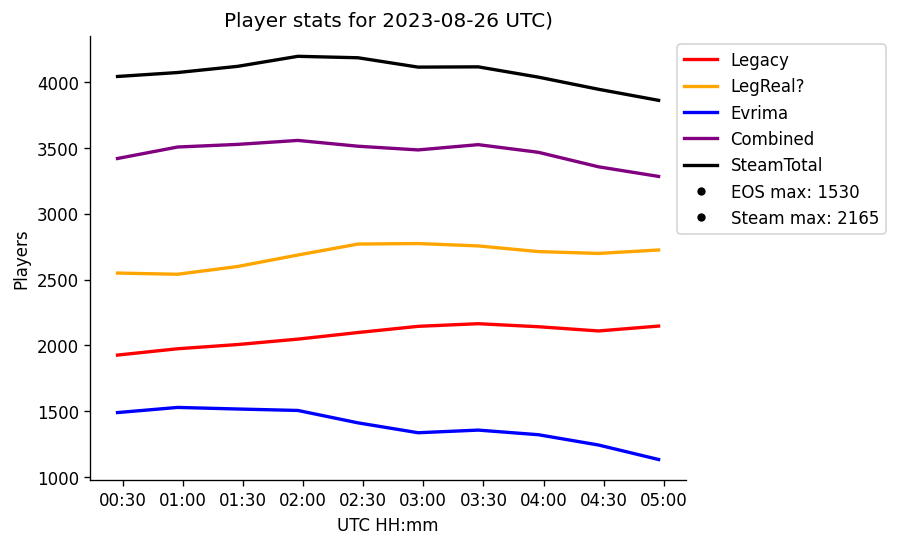 Player stats for 2023-08-26 UTC)
Legacy
LegReal?
Evrima
Combined
SteamTotal
EOS max: 1530
Steam max: 2165
Players
4000
3500
3000
2500
2000
1500
1000
00:30 01:00 01:30 02:00 02:30 03:00 03:30 04:00 04:30 05:00
UTC HH:mm